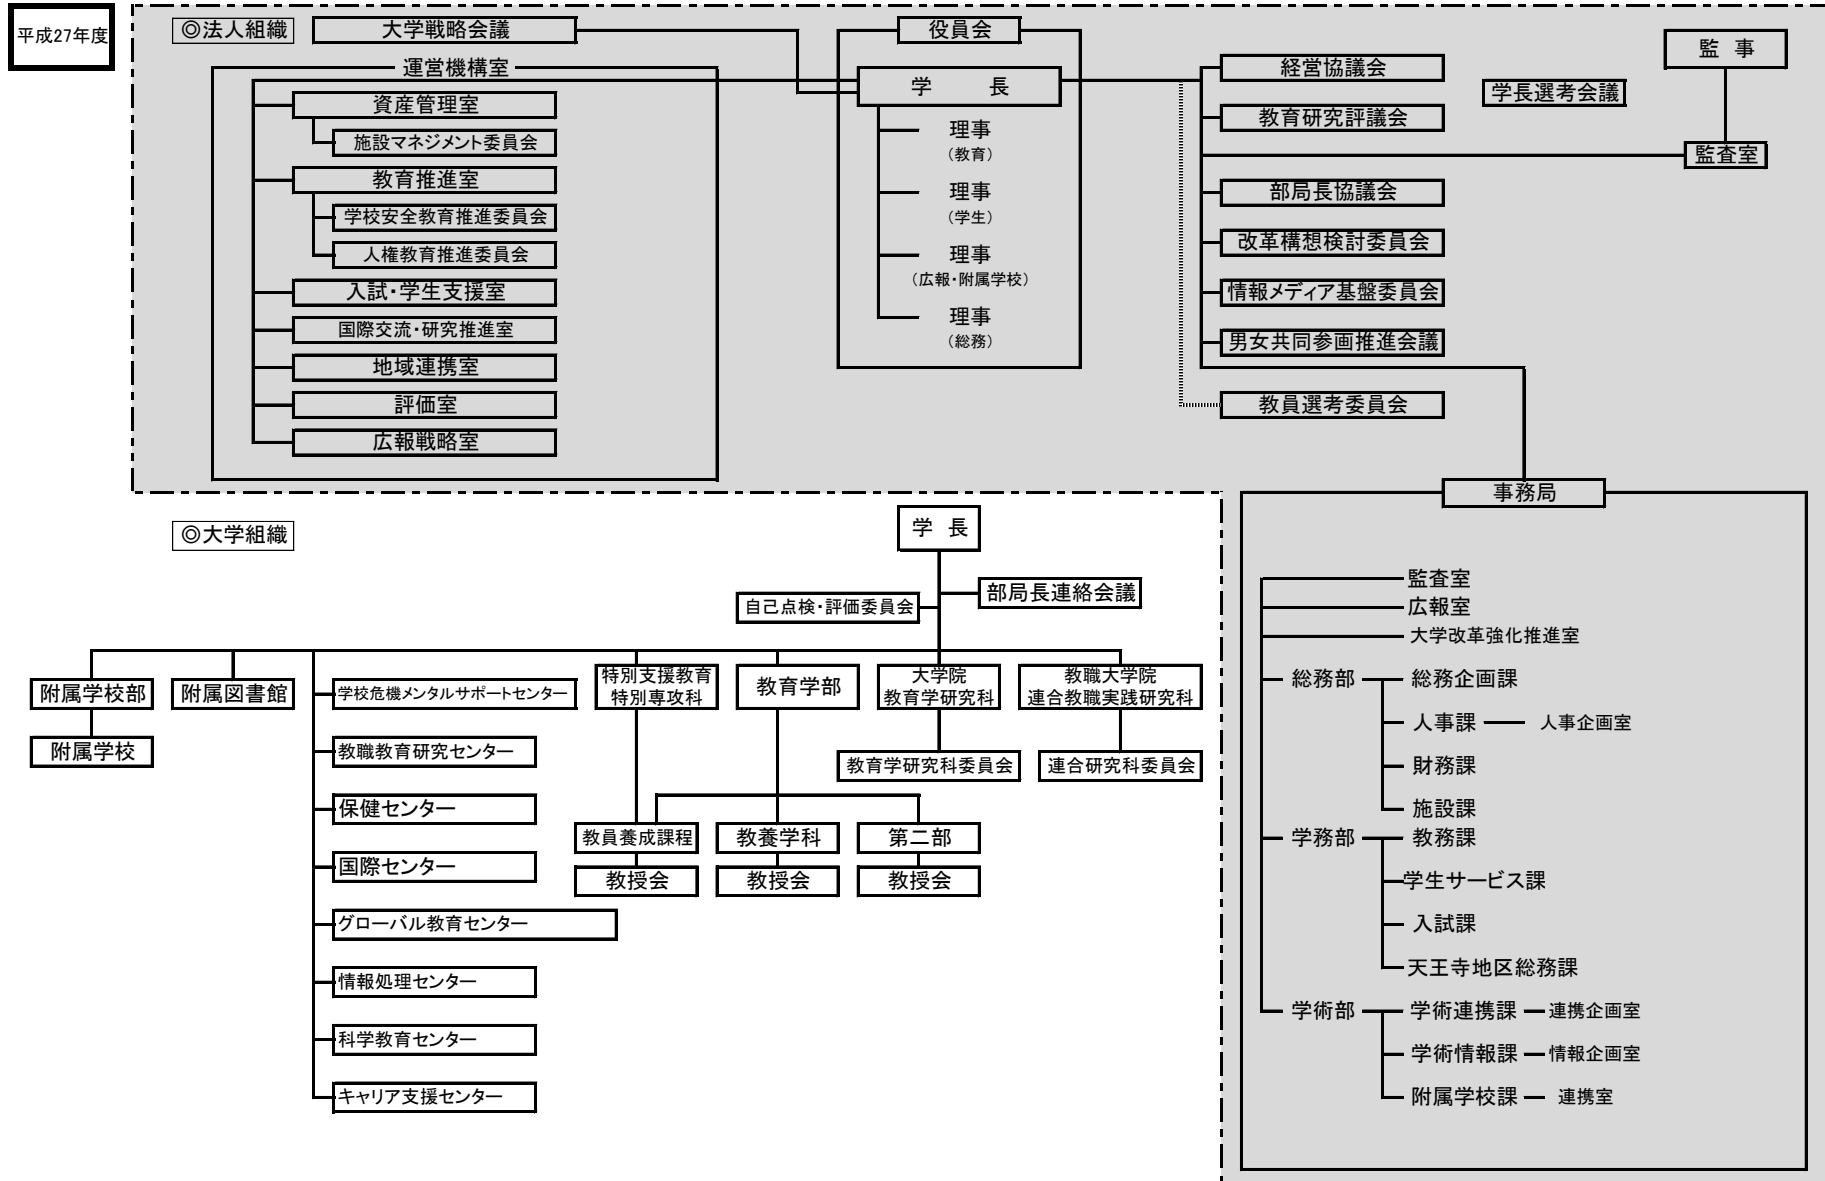 平成27年度
◎法人組織
大学戦略会議
役員会
監　事
運営機構室
学　長
経営協議会
学長選考会議
資産管理室
教育研究評議会
施設マネジメント委員会
理事
(教育)
監査室
教育推進室
理事
(学生)
部局長協議会
学校安全教育推進委員会
人権教育推進委員会
理事
(広報・附属学校)
改革構想検討委員会
入試・学生支援室
情報メディア基盤委員会
国際交流・研究推進室
理事
(総務)
男女共同参画推進会議
地域連携室
評価室
教員選考委員会
広報戦略室
事務局
◎大学組織
学　長
部局長連絡会議
自己点検・評価委員会
附属学校部
附属図書館
学校危機メンタルサポートセンター
特別支援教育
特別専攻科
教育学部
大学院
教育学研究科
教職大学院
連合教職実践研究科
附属学校
教職教育研究センター
教育学研究科委員会
連合研究科委員会
保健センター
教員養成課程
教養学科
第二部
国際センター
教授会
教授会
教授会
グローバル教育センター
情報処理センター
科学教育センター
キャリア支援センター
監査室
広報室
大学改革強化推進室
総務部
総務企画課
人事課
人事企画室
財務課
施設課
学務部
教務課
学生サービス課
入試課
天王寺地区総務課
学術部
学術連携課
連携企画室
学術情報課
情報企画室
附属学校課
連携室